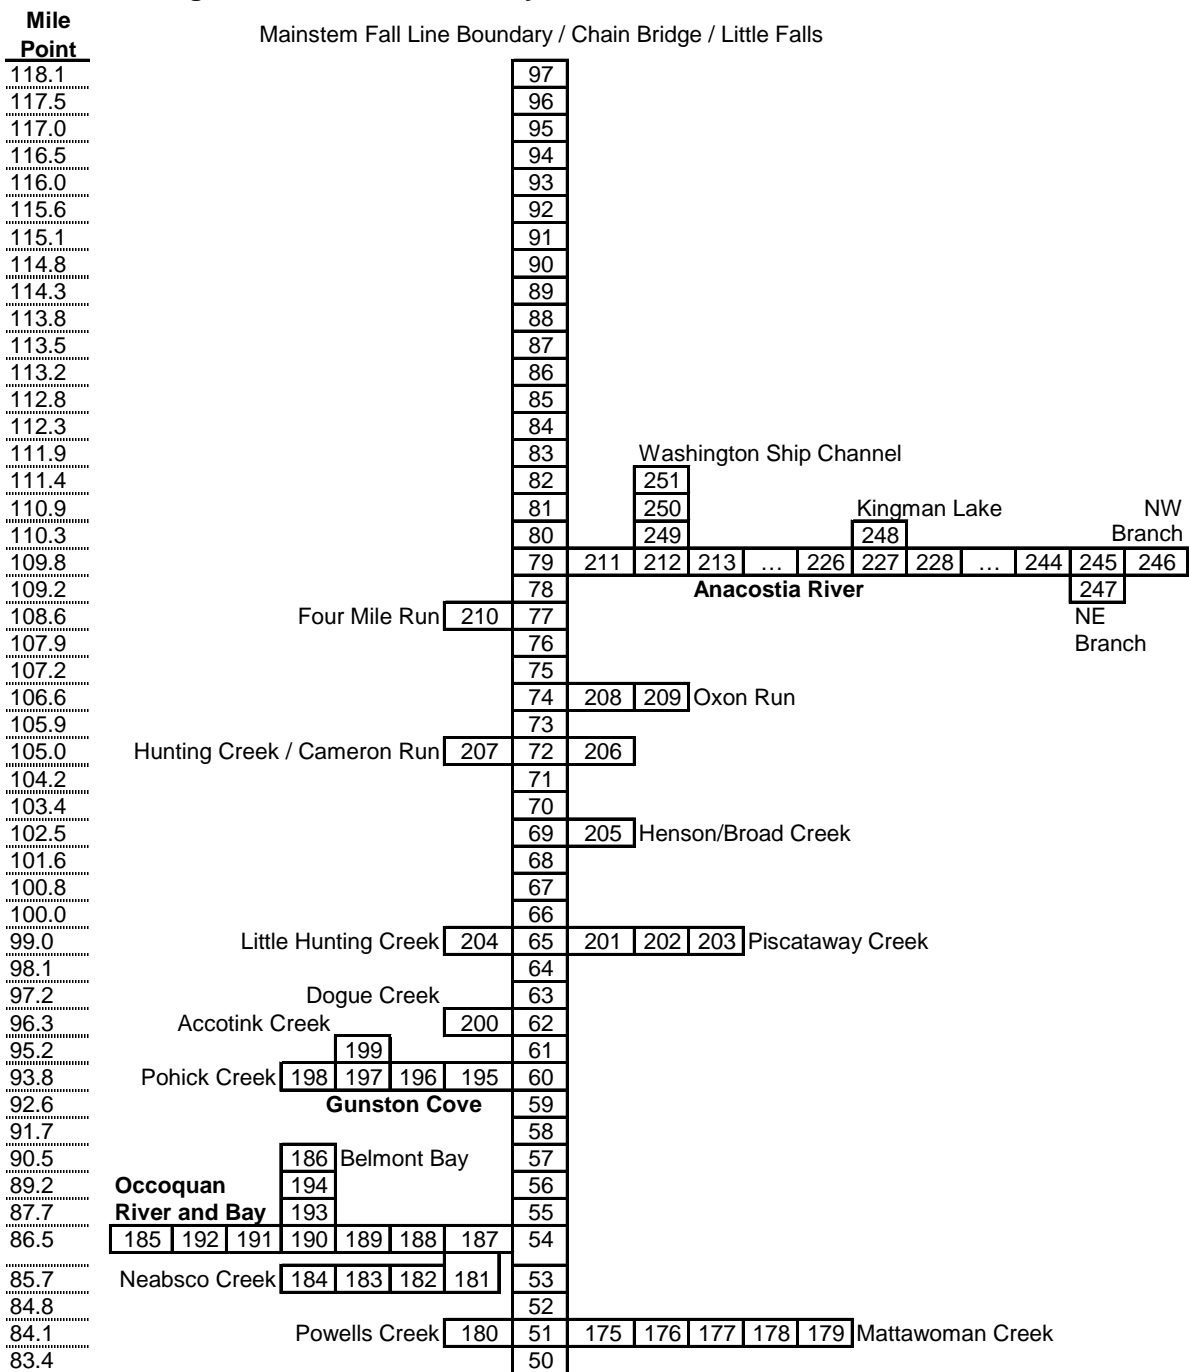 Mile
Point
Mainstem Fall Line Boundary / Chain Bridge / Little Falls
118.1 97
117.5 96
117.0 95
116.5 94
116.0 93
115.6 92
115.1 91
114.8 90
114.3 89
113.8 88
113.5 87
113.2 86
112.8 85
112.3 84
111.9 83 Washington Ship Channel
111.4 82 251
110.9 81 250 Kingman Lake NW
110.3 80 249 248 Branch
109.8 79 211 212 213 … 226 227 228 … 244 245 246
109.2 78 Anacostia River 247
108.6 Four Mile Run 210 77 NE
107.9 76 Branch
107.2 75
106.6 74 208 209 Oxon Run
105.9 73
105.0 Hunting Creek / Cameron Run 207 72 206
104.2 71
103.4 70
102.5 69 205 Henson/Broad Creek
101.6 68
100.8 67
100.0 66
99.0 Little Hunting Creek 204 65 201 202 203 Piscataway Creek
98.1 64
97.2 Dogue Creek 63
96.3 Accotink Creek 200 62
95.2 199 61
93.8 Pohick Creek 198 197 196 195 60
92.6 Gunston Cove 59
91.7 58
90.5 186 Belmont Bay 57
89.2 Occoquan 194 56
87.7 River and Bay 193 55
86.5 185 192 191 190 189 188 187 54
85.7 Neabsco Creek 184 183 182 181 53
84.8 52
84.1 Powells Creek 180 51 175 176 177 178 179 Mattawoman Creek
83.4 50